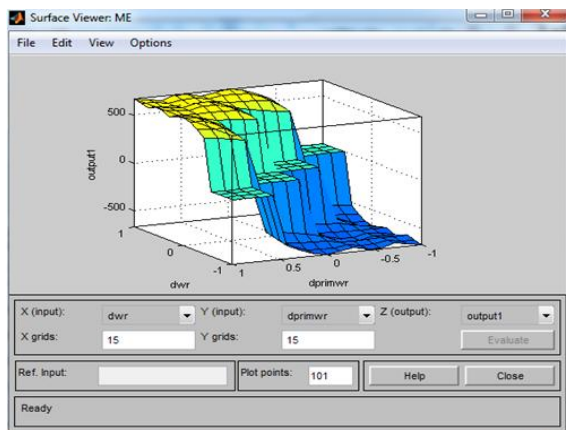 Surface Viewer: ME
File Edit View Options
500
0
-500
output1
1
0
-1
dwr
1
0.5
0
-0.5
-1
dprimwr
X (input): dwr Y (input): dprimwr Z (output): output1
X grids: 15 Y grids: 15 Evaluate
Ref. Input: Plot points: 101 Help Close
Ready